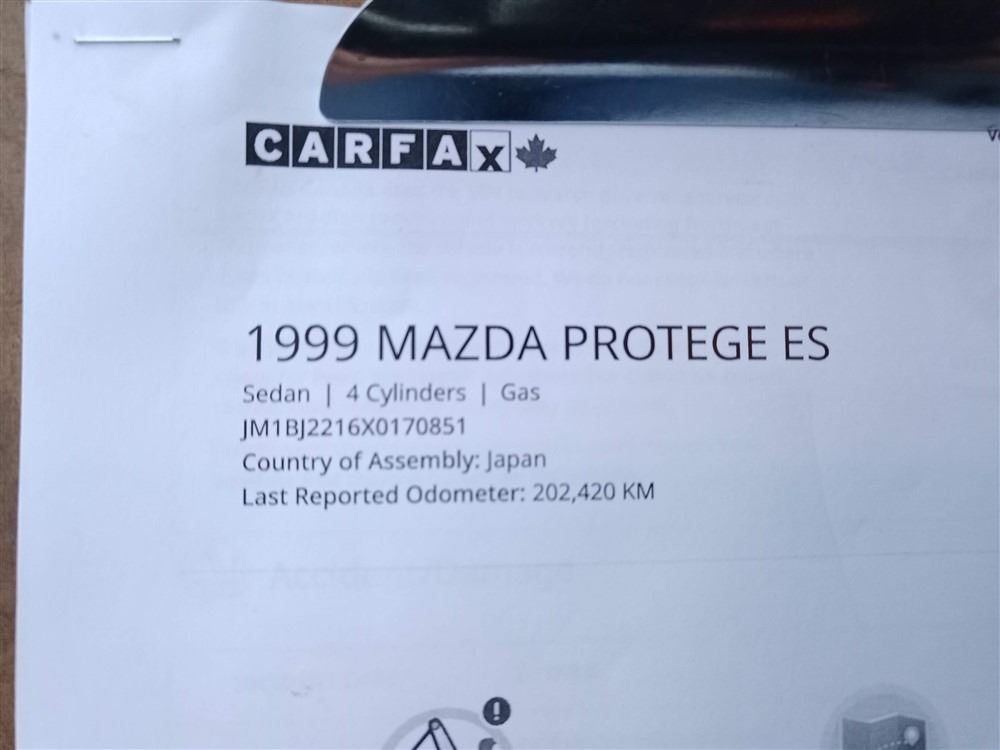 CARFAX
1999 MAZDA PROTEGE ES
Sedan | 4 Cylinders | Gas
JM1BJ2216X0170851
Country of Assembly: Japan
Last Reported Odometer: 202,420 KM